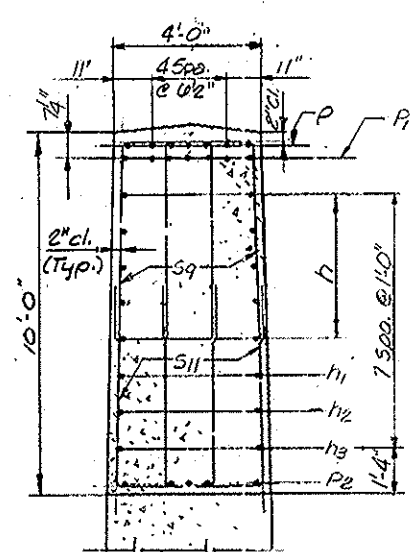 4'-0"
11" 4 Spa. 11"
@ 6½"
7¼"
2" Cl.
P
P1
2" cl.
(Typ.)
S9
h
10'-0"
7 Spa. @ 1'-0"
S11
h1
h2
h3
P2
1'-4"